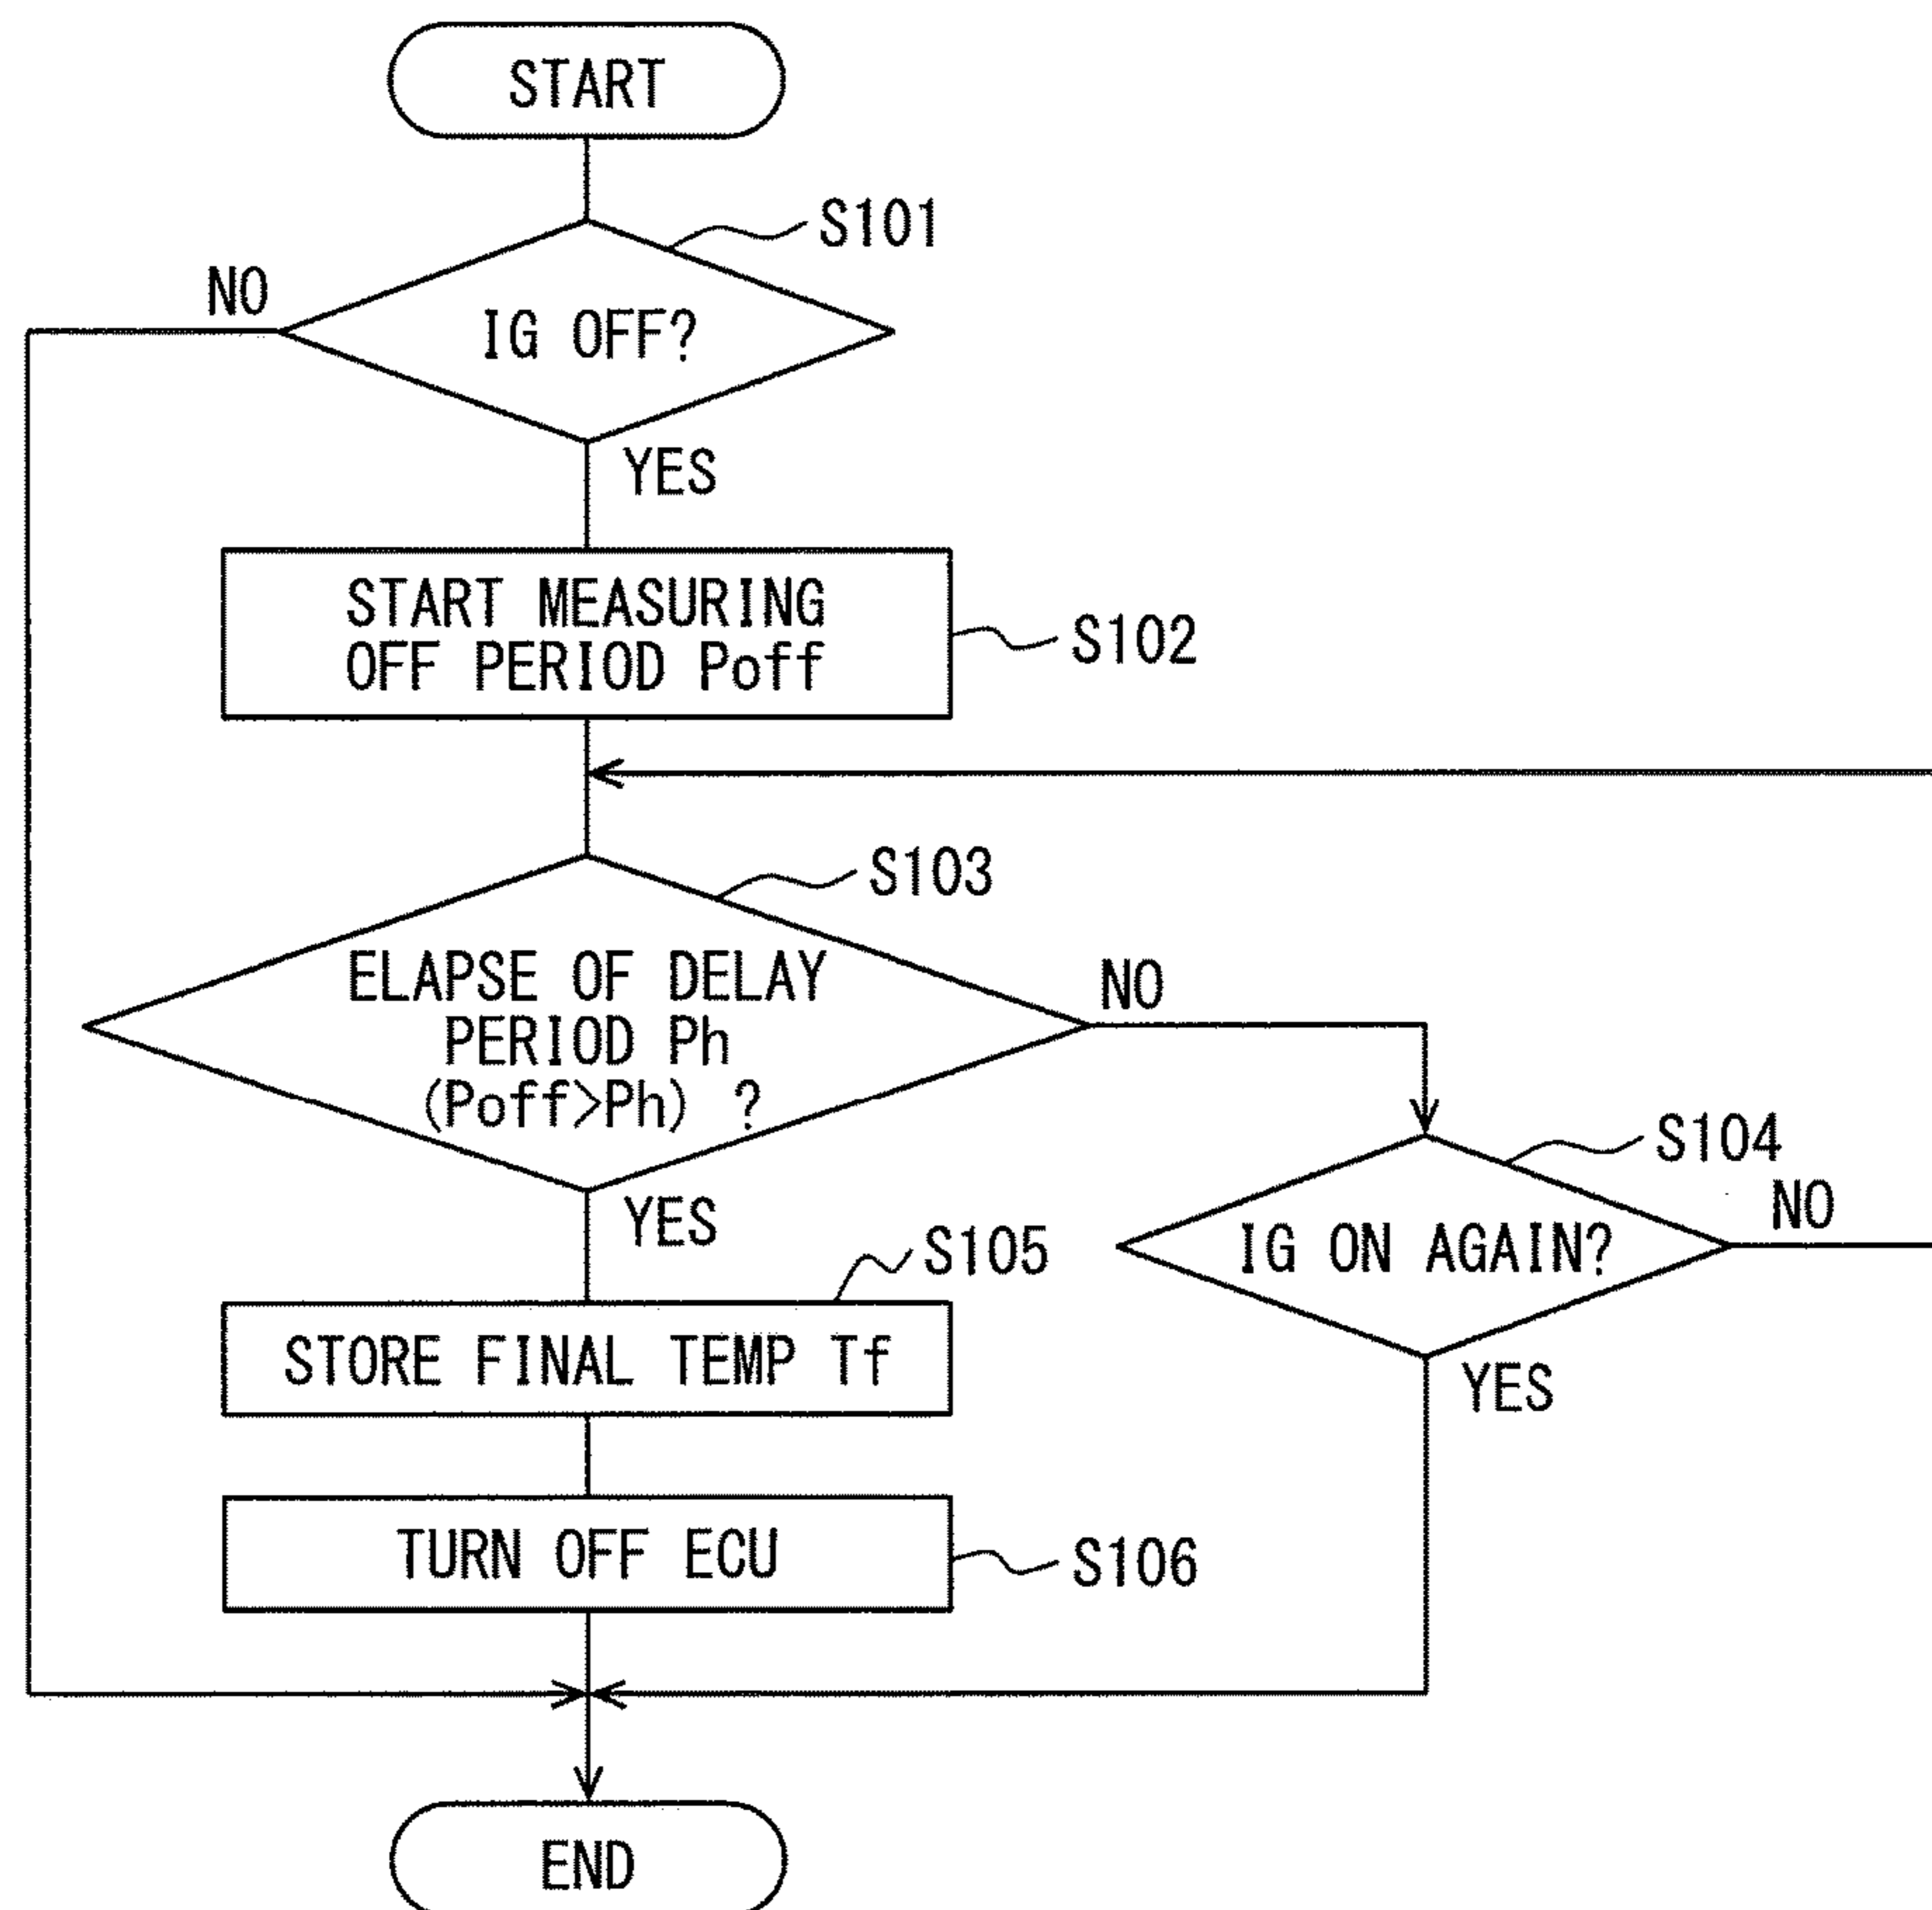 START
S101
NO
IG OFF?
YES
START MEASURING
OFF PERIOD Poff
S102
S103
ELAPSE OF DELAY
PERIOD Ph
(Poff>Ph) ?
NO
YES
S104
IG ON AGAIN?
NO
YES
S105
STORE FINAL TEMP Tf
TURN OFF ECU
S106
END